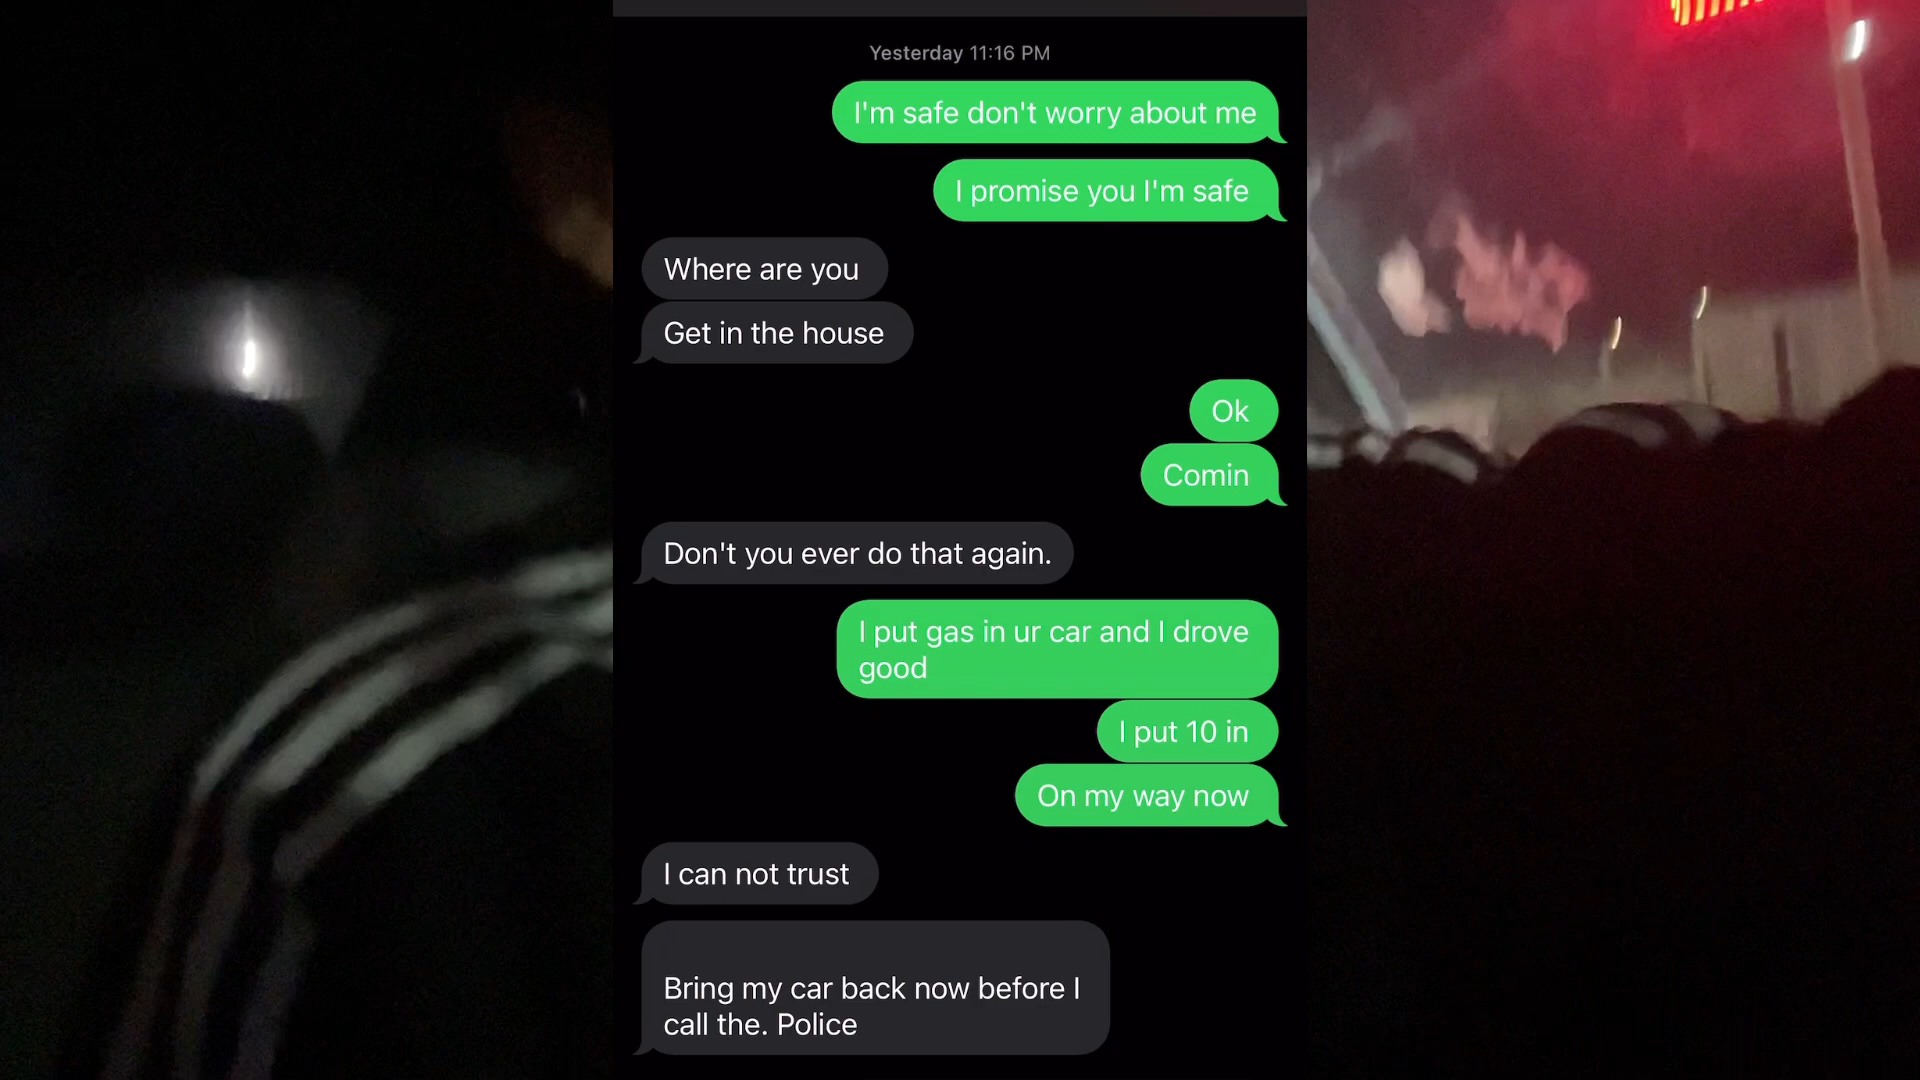 Yesterday 11:16 PM
I'm safe don't worry about me
I promise you I'm safe
Where are you
Get in the house
Ok
Comin
Don't you ever do that again.
I put gas in ur car and I drove
good
I put 10 in
On my way now
I can not trust
Bring my car back now before I
call the. Police